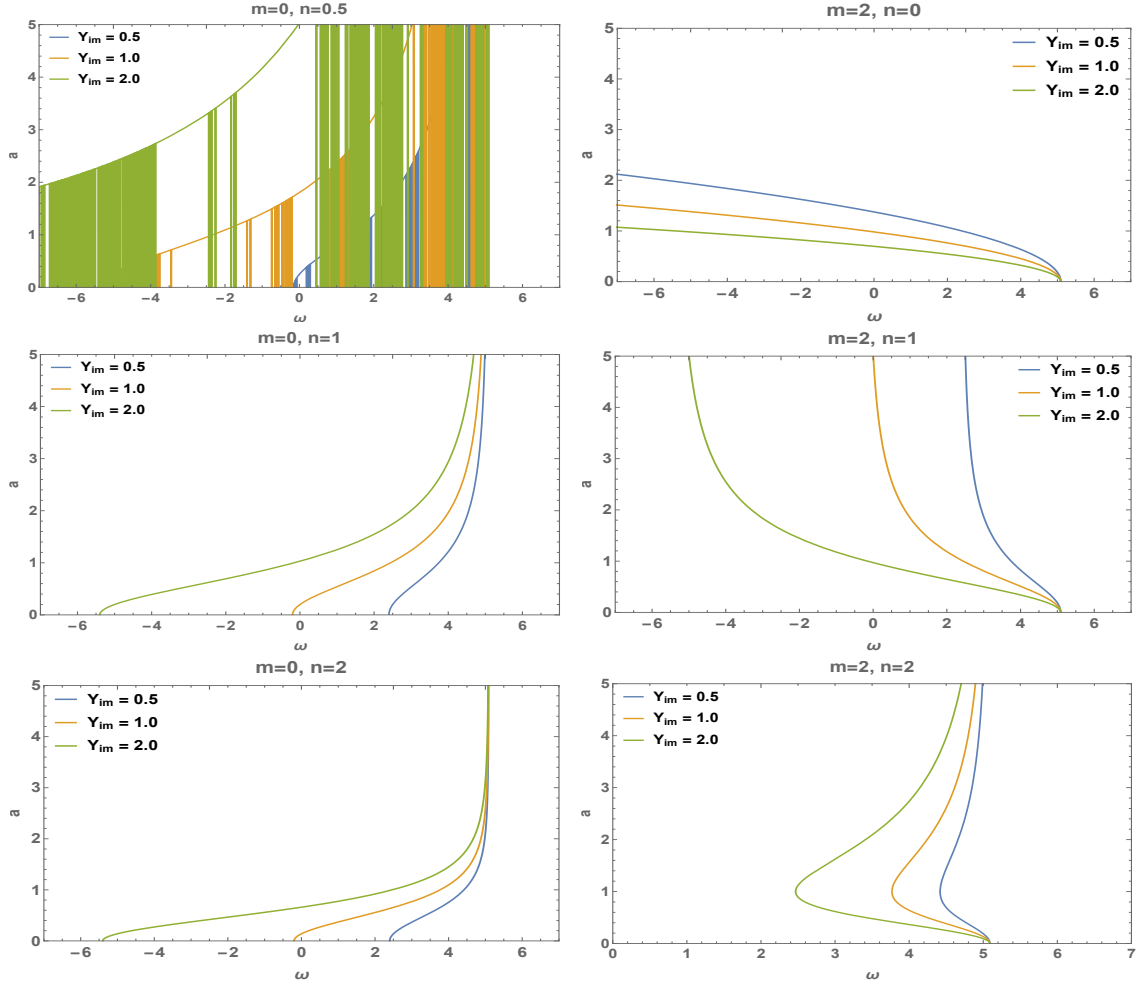 m=0, n=0.5
Y_im = 0.5
Y_im = 1.0
Y_im = 2.0
a
5
4
3
2
1
0
−6 −4 −2 0 2 4 6
ω
m=2, n=0
Y_im = 0.5
Y_im = 1.0
Y_im = 2.0
a
5
4
3
2
1
0
−6 −4 −2 0 2 4 6
ω
m=0, n=1
Y_im = 0.5
Y_im = 1.0
Y_im = 2.0
a
5
4
3
2
1
0
−6 −4 −2 0 2 4 6
ω
m=2, n=1
Y_im = 0.5
Y_im = 1.0
Y_im = 2.0
a
5
4
3
2
1
0
−6 −4 −2 0 2 4 6
ω
m=0, n=2
Y_im = 0.5
Y_im = 1.0
Y_im = 2.0
a
5
4
3
2
1
0
−6 −4 −2 0 2 4 6
ω
m=2, n=2
Y_im = 0.5
Y_im = 1.0
Y_im = 2.0
a
5
4
3
2
1
0
0 1 2 3 4 5 6 7
ω